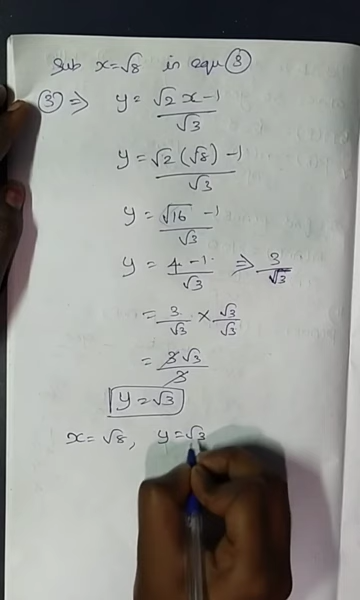 Sub x=√8 in equ ③
③ ⇒ y = √2 x - 1 / √3
y = √2 (√8) - 1 / √3
y = √16 - 1 / √3
y = 4 - 1 / √3 ⇒ 3 / √3
= 3 / √3 × √3 / √3
= 3√3 / 3
y = √3
x = √8, y = √3